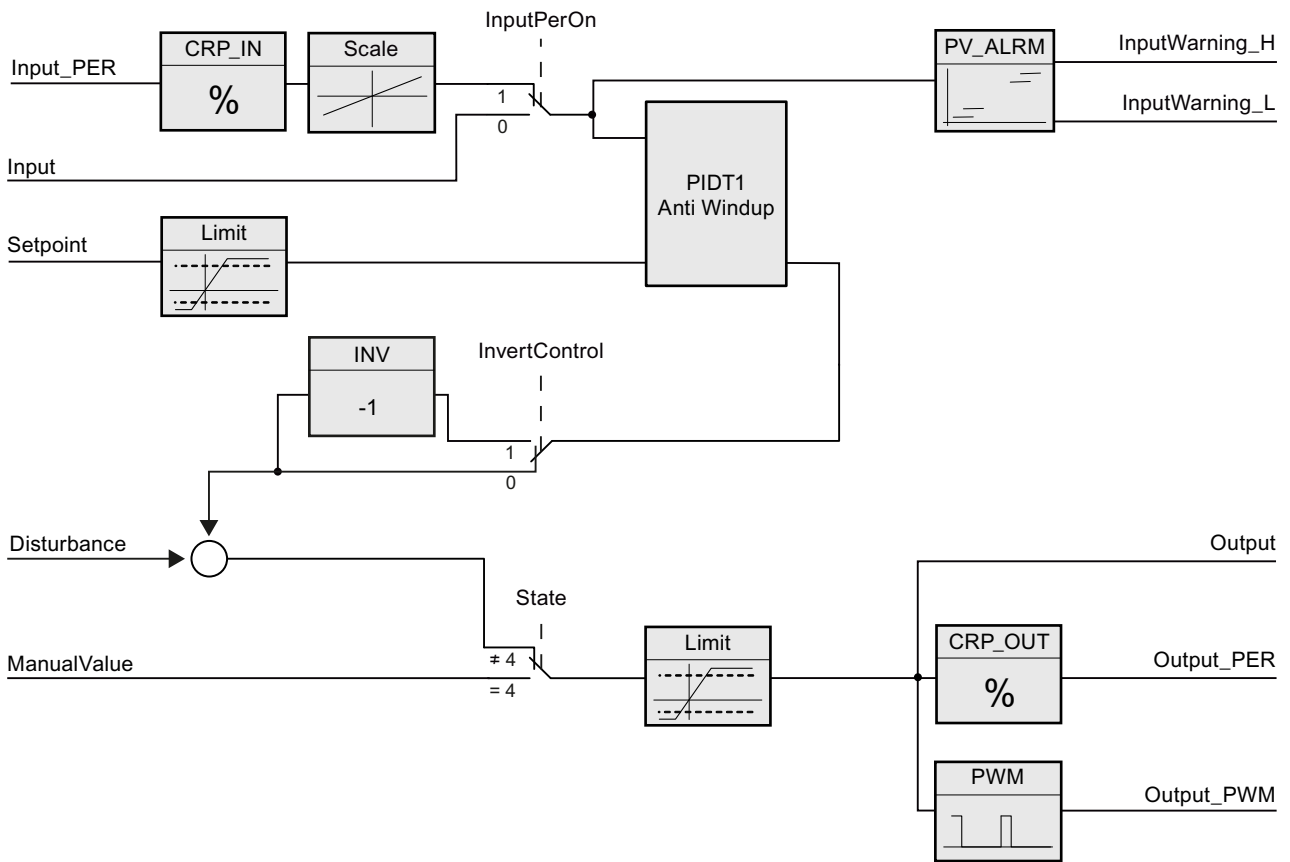 InputPerOn
CRP_IN
Scale
PV_ALRM
InputWarning_H
Input_PER
%
1
0
InputWarning_L
Input
PIDT1
Anti Windup
Setpoint
Limit
INV
-1
InvertControl
1
0
Disturbance
Output
State
ManualValue
≠ 4
= 4
Limit
CRP_OUT
%
Output_PER
PWM
Output_PWM